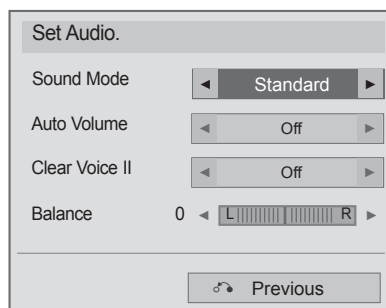 Set Audio.
Sound Mode ◄ Standard ►
Auto Volume ◄ Off ►
Clear Voice II ◄ Off ►
Balance 0 ◄ L R ►
Previous